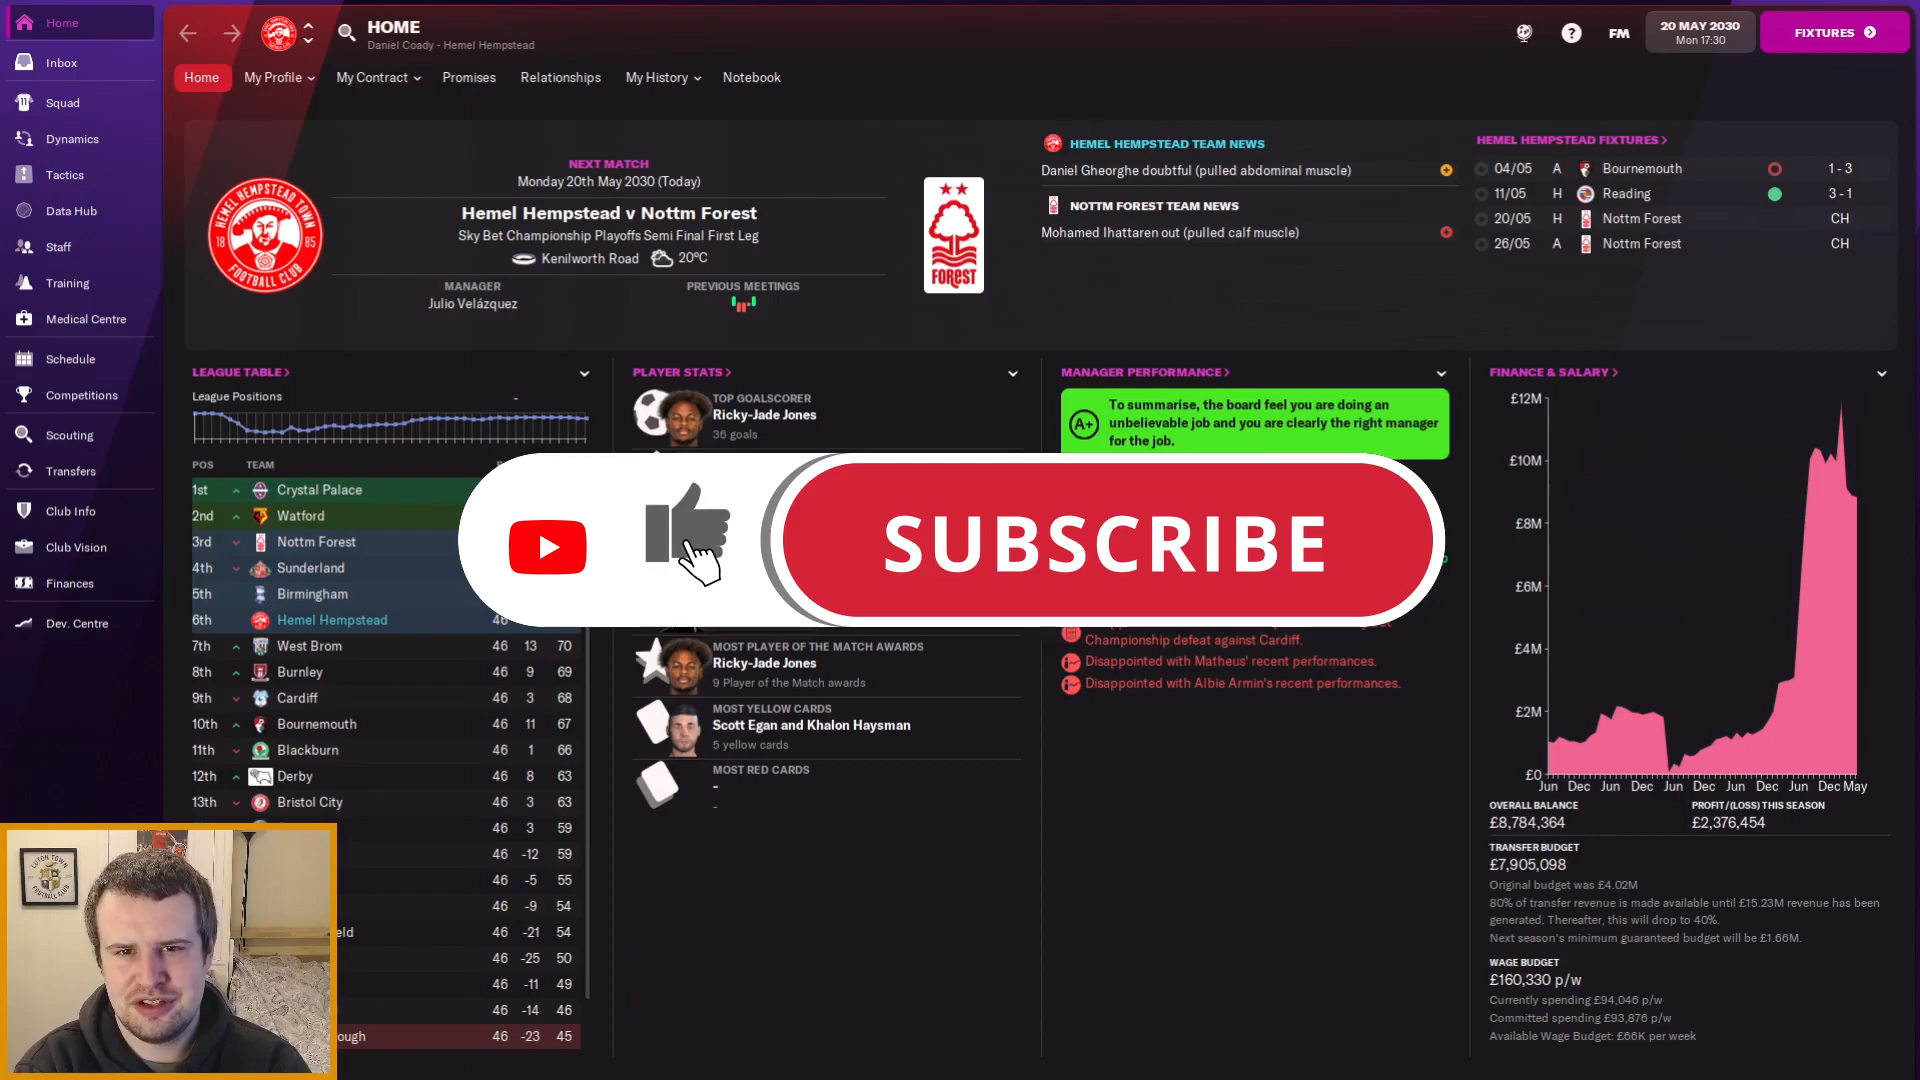 Home
Inbox
Squad
Dynamics
Tactics
Data Hub
Staff
Training
Medical Centre
Schedule
Competitions
Scouting
Transfers
Club Info
Club Vision
Finances
Dev. Centre
HOME
Daniel Coady - Hemel Hempstead
FM
20 MAY 2030
Mon 17:30
FIXTURES
Home My Profile My Contract Promises Relationships My History Notebook
HEMEL HEMPSTEAD TOWN
18 85
FOOTBALL CLUB
NEXT MATCH
Monday 20th May 2030 (Today)
Hemel Hempstead v Nottm Forest
Sky Bet Championship Playoffs Semi Final First Leg
Kenilworth Road 20°C
MANAGER
Julio Velázquez
PREVIOUS MEETINGS
FOREST
HEMEL HEMPSTEAD TEAM NEWS
Daniel Gheorghe doubtful (pulled abdominal muscle)
NOTTM FOREST TEAM NEWS
Mohamed Ihattaren out (pulled calf muscle)
HEMEL HEMPSTEAD FIXTURES >
04/05 A Bournemouth 1 - 3
11/05 H Reading 3 - 1
20/05 H Nottm Forest CH
26/05 A Nottm Forest CH
LEAGUE TABLE >
League Positions -
POS TEAM
1st Crystal Palace
2nd Watford
3rd Nottm Forest
4th Sunderland
5th Birmingham
6th Hemel Hempstead 46
7th West Brom 46 13 70
8th Burnley 46 9 69
9th Cardiff 46 3 68
10th Bournemouth 46 11 67
11th Blackburn 46 1 66
12th Derby 46 8 63
13th Bristol City 46 3 63
46 3 59
46 -12 59
46 -5 55
46 -9 54
eld 46 -21 54
46 -25 50
46 -11 49
46 -14 46
ough 46 -23 45
PLAYER STATS >
TOP GOALSCORER
Ricky-Jade Jones
36 goals
MOST PLAYER OF THE MATCH AWARDS
Ricky-Jade Jones
9 Player of the Match awards
MOST YELLOW CARDS
Scott Egan and Khalon Haysman
5 yellow cards
MOST RED CARDS
-
-
MANAGER PERFORMANCE >
A+
To summarise, the board feel you are doing an
unbelievable job and you are clearly the right manager
for the job.
Championship defeat against Cardiff.
Disappointed with Matheus' recent performances.
Disappointed with Albie Armin's recent performances.
SUBSCRIBE
FINANCE & SALARY >
£12M
£10M
£8M
£6M
£4M
£2M
£0
Jun Dec Jun Dec Jun Dec Jun Dec Jun Dec May
OVERALL BALANCE
£8,784,364
PROFIT/(LOSS) THIS SEASON
£2,376,454
TRANSFER BUDGET
£7,905,098
Original budget was £4.02M
80% of transfer revenue is made available until £15.23M revenue has been
generated. Thereafter, this will drop to 40%.
Next season's minimum guaranteed budget will be £1.66M.
WAGE BUDGET
£160,330 p/w
Currently spending £94,046 p/w
Committed spending £93,876 p/w
Available Wage Budget: £66K per week
LUTON TOWN
FOOTBALL CLUB